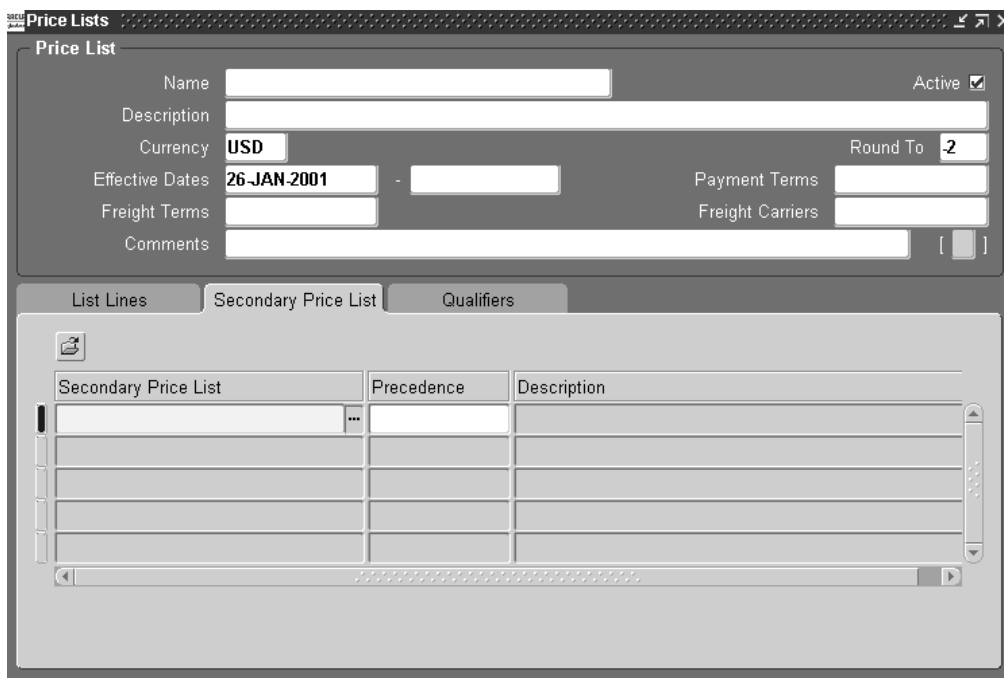 Price Lists
Price List
Name
Active
Description
Currency USD Round To -2
Effective Dates 26-JAN-2001 - Payment Terms
Freight Terms Freight Carriers
Comments [ ]
List Lines Secondary Price List Qualifiers
Secondary Price List Precedence Description
...